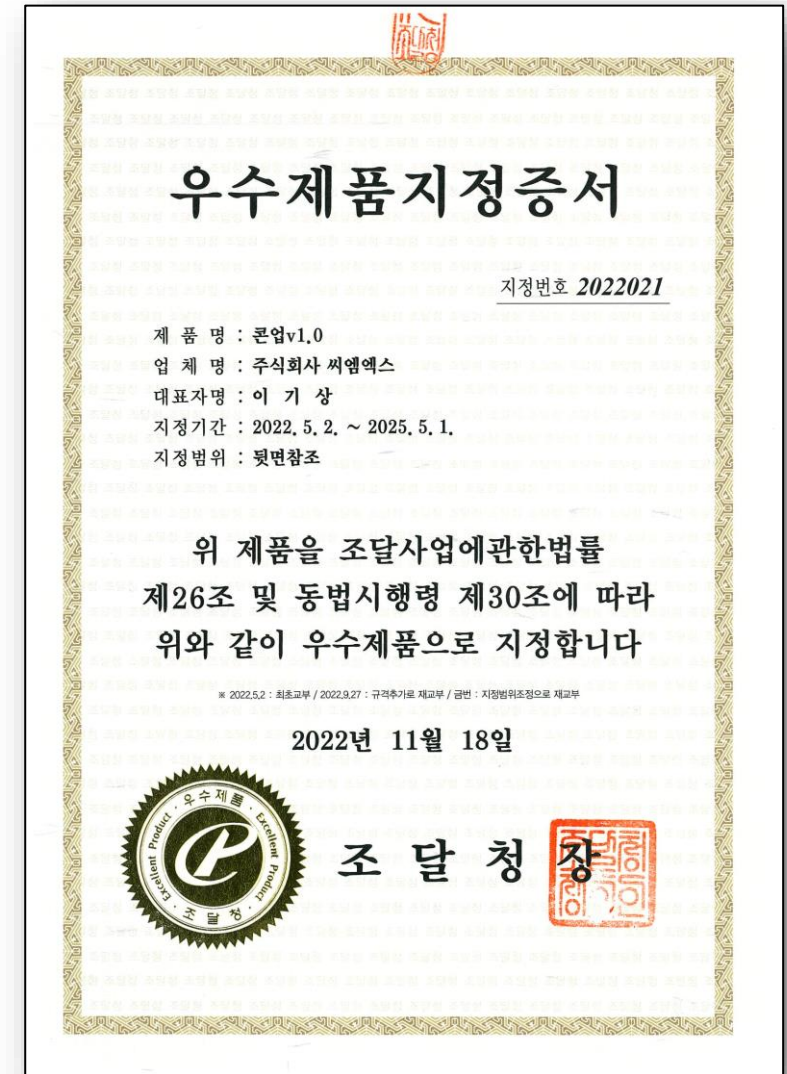 우수제품지정증서
지정번호 2022021
제 품 명 : 콘업v1.0
업 체 명 : 주식회사 씨엠엑스
대표자명 : 이 기 상
지정기간 : 2022. 5. 2. ~ 2025. 5. 1.
지정범위 : 뒷면참조
위 제품을 조달사업에관한법률
제26조 및 동법시행령 제30조에 따라
위와 같이 우수제품으로 지정합니다
※ 2022.5.2 : 최초교부 / 2022.9.27 : 규격추가로 재교부 / 금번 : 지정범위조정으로 재교부
2022년 11월 18일
· 우수제품 ·
Excellent Product
Excellent Product
· 조달청 ·
조 달 청 장